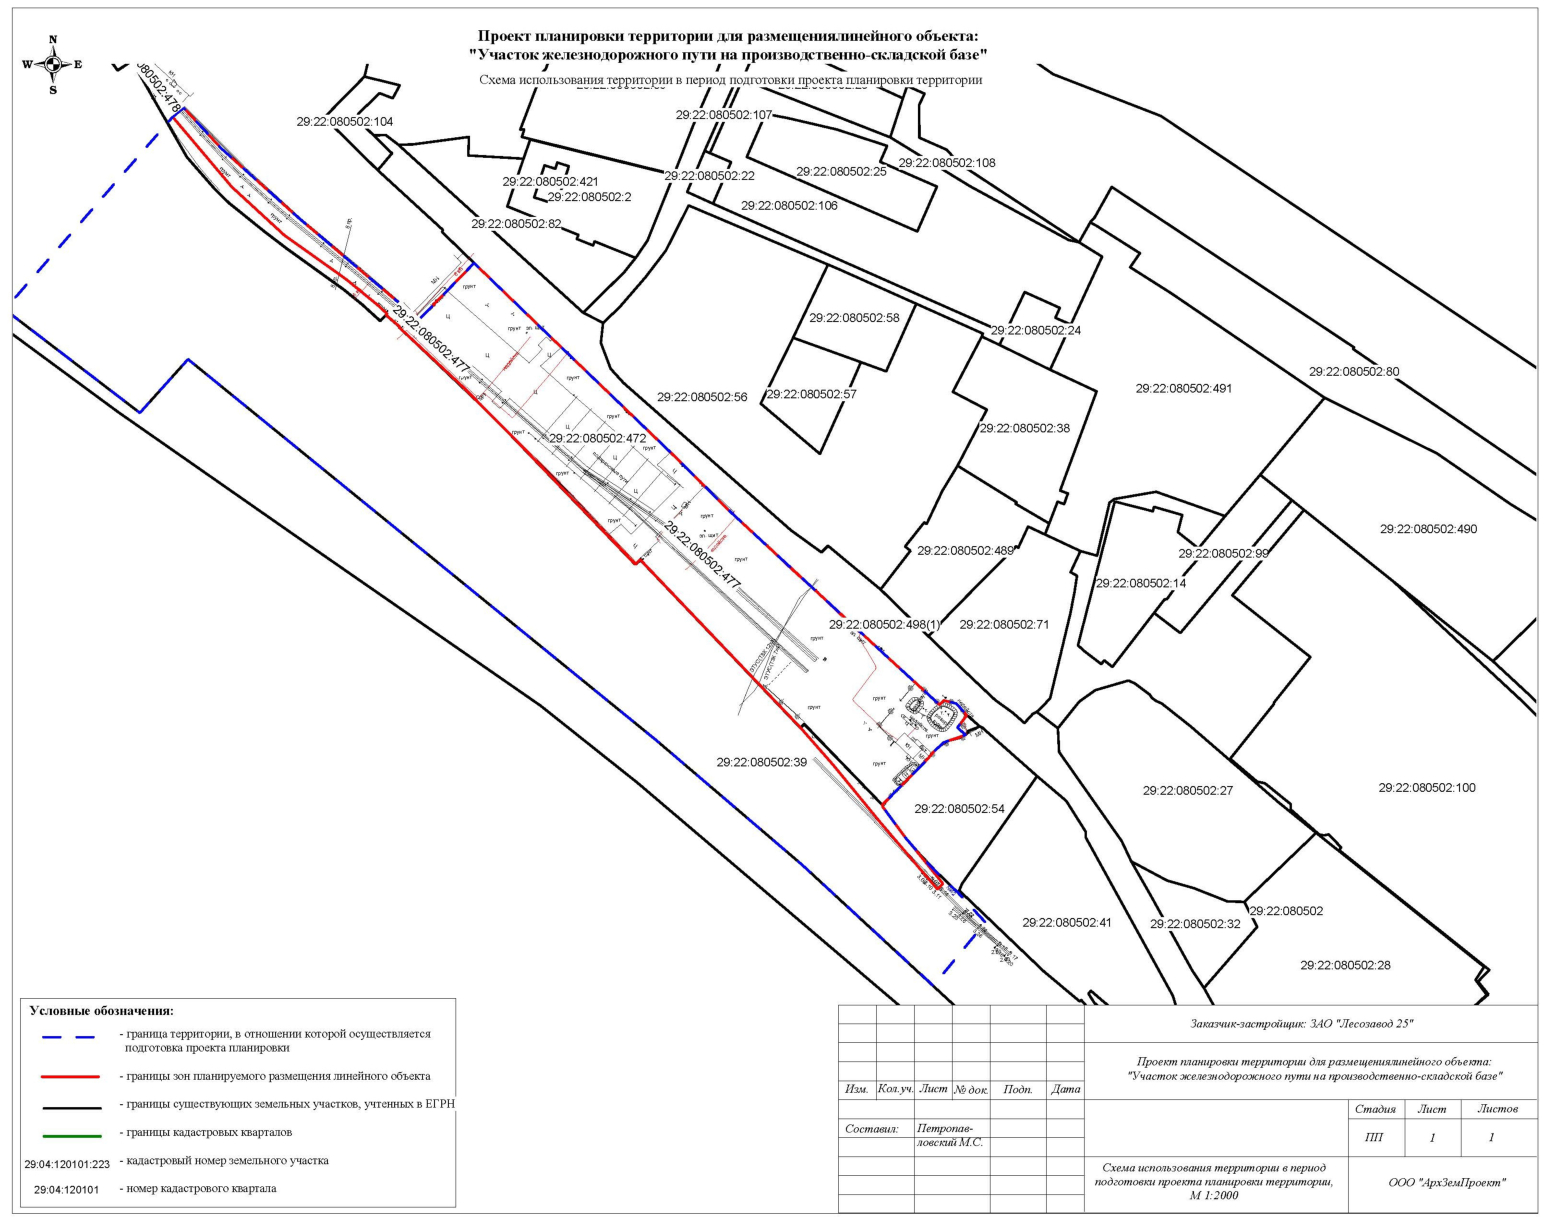 Проект планировки территории для размещениялинейного объекта:
"Участок железнодорожного пути на производственно-складской базе"
Схема использования территории в период подготовки проекта планировки территории
N
W E
S
29:22:080502:104
29:22:080502:107
29:22:080502:108
29:22:080502:421
29:22:080502:2
29:22:080502:22
29:22:080502:25
29:22:080502:106
29:22:080502:82
29:22:080502:58
29:22:080502:24
29:22:080502:80
29:22:080502:477
29:22:080502:56
29:22:080502:57
29:22:080502:491
29:22:080502:38
29:22:080502:472
29:22:080502:490
29:22:080502:477
29:22:080502:489
29:22:080502:99
29:22:080502:14
29:22:080502:498(1)
29:22:080502:71
29:22:080502:39
29:22:080502:27
29:22:080502:100
29:22:080502:54
29:22:080502:41
29:22:080502:32
29:22:080502
29:22:080502:28
Условные обозначения:
- граница территории, в отношении которой осуществляется
подготовка проекта планировки
- границы зон планируемого размещения линейного объекта
- границы существующих земельных участков, учтенных в ЕГРН
- границы кадастровых кварталов
29:04:120101:223 - кадастровый номер земельного участка
29:04:120101 - номер кадастрового квартала
Заказчик-застройщик: ЗАО "Лесозавод 25"
Проект планировки территории для размещениялинейного объекта:
"Участок железнодорожного пути на производственно-складской базе"
Изм. Кол.уч. Лист № док. Подп. Дата
Стадия Лист Листов
Составил: Петропав-
ловский М.С.
ПП 1 1
Схема использования территории в период
подготовки проекта планировки территории,
М 1:2000
ООО "АрхЗемПроект"